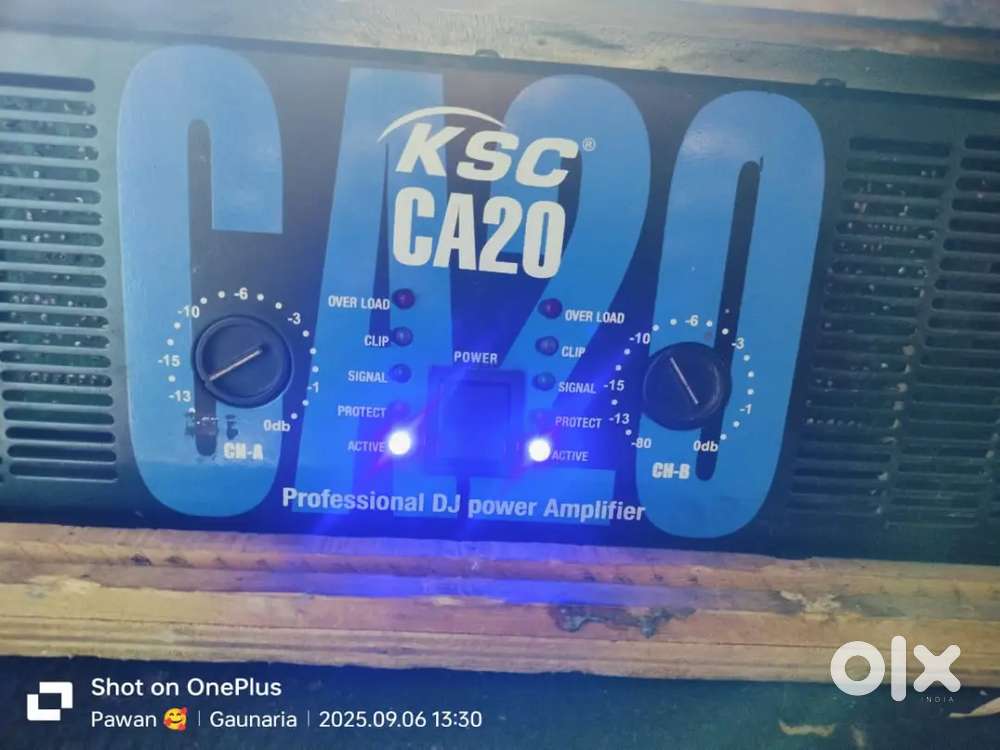 CA20
KSC®
CA20
-6
-10
-3
-15
-1
-13
0db
CH-A
OVER LOAD
CLIP
SIGNAL
PROTECT
ACTIVE
POWER
OVER LOAD
CLIP
SIGNAL
PROTECT
ACTIVE
-6
-10
-3
-15
-1
-13
-80
0db
CH-B
Professional DJ power Amplifier
olx
INDIA
Shot on OnePlus
Pawan 🥰 | Gaunaria | 2025.09.06 13:30